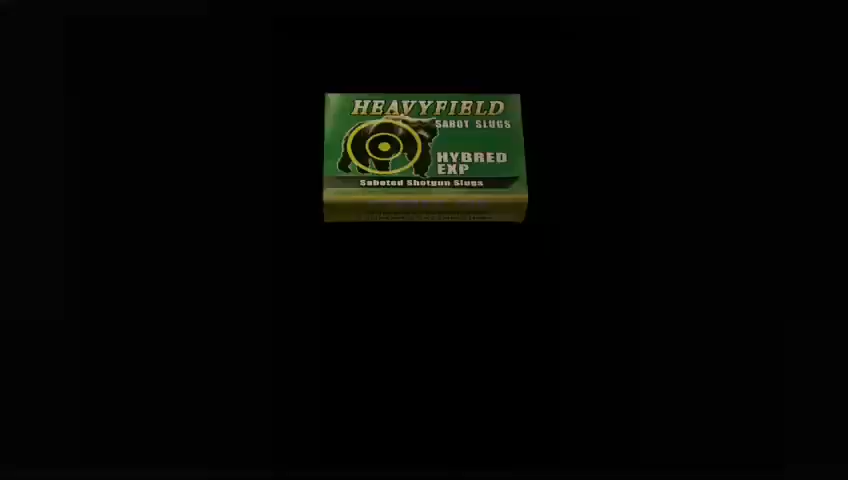 HEAVYFIELD
SABOT SLUGS
HYBRED
EXP
Saboted Shotgun Slugs